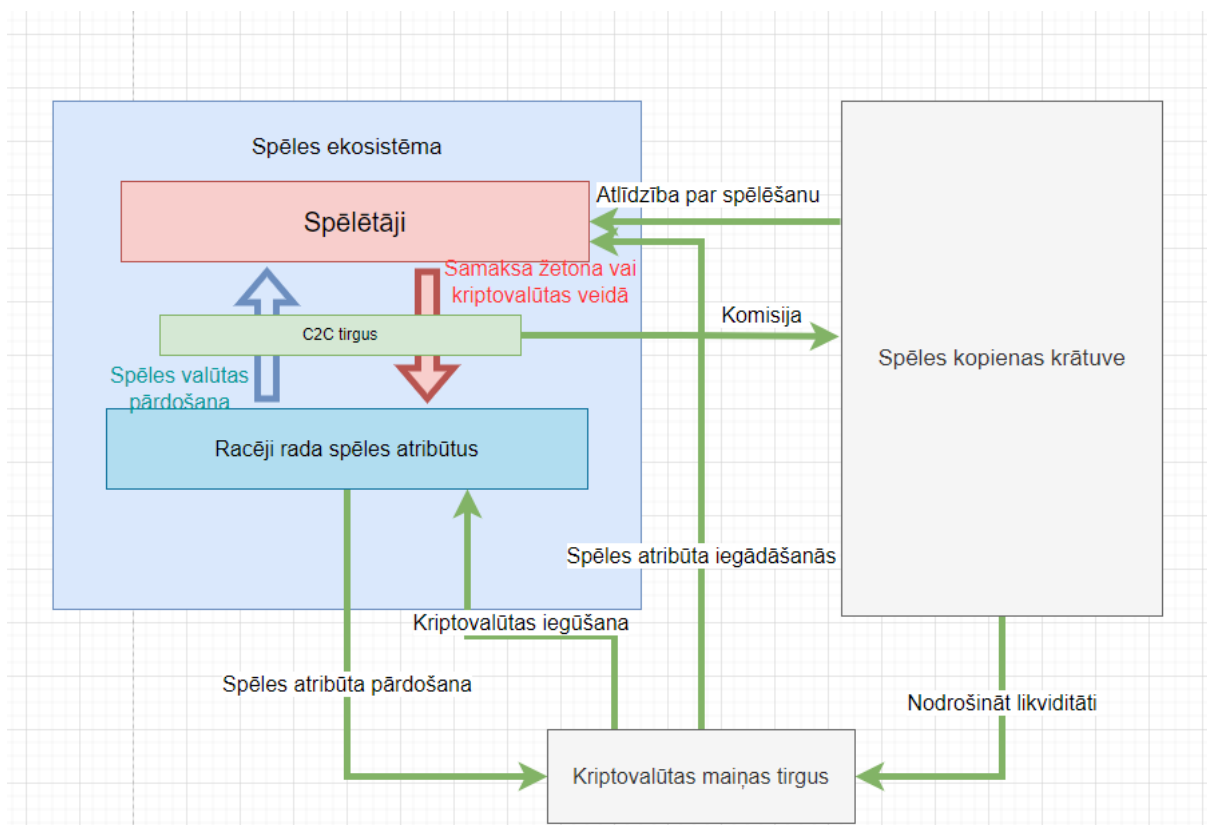 Spēles ekosistēma
Spēlētāji
Atlīdzība par spēlēšanu
Samaksa žetona vai
kriptovalūtas veidā
C2C tirgus
Komisija
Spēles kopienas krātuve
Spēles valūtas
pārdošana
Racēji rada spēles atribūtus
Spēles atribūta iegādāšanās
Kriptovalūtas iegūšana
Spēles atribūta pārdošana
Nodrošināt likviditāti
Kriptovalūtas maiņas tirgus